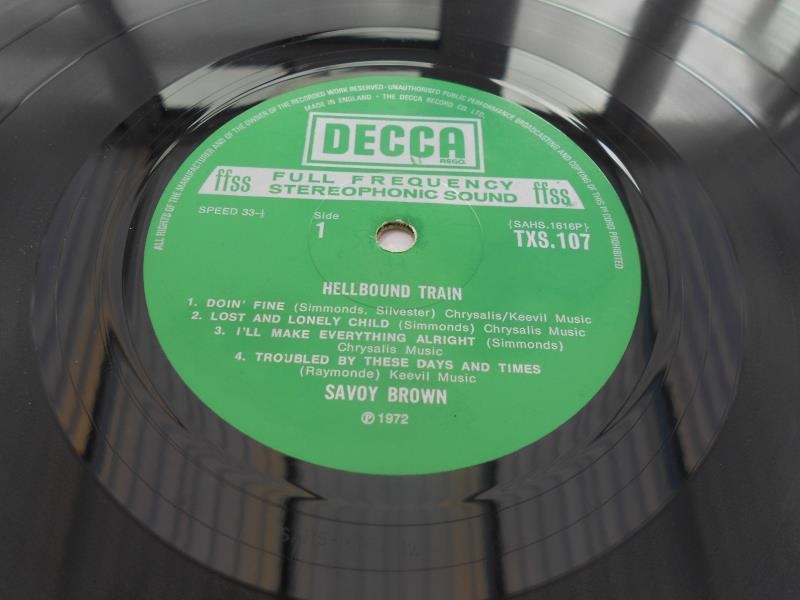 ALL RIGHTS OF THE MANUFACTURER AND OF THE OWNER OF THE RECORDED WORK RESERVED · UNAUTHORISED PUBLIC PERFORMANCE BROADCASTING AND COPYING OF THIS RECORD PROHIBITED
MADE IN ENGLAND · THE DECCA RECORD CO. LTD.
DECCA
REGD.
ffss FULL FREQUENCY ffss
STEREOPHONIC SOUND
SPEED 33-⅓
Side
1
{SAHS.1616P}
TXS.107
HELLBOUND TRAIN
1. DOIN' FINE (Simmonds, Silvester) Chrysalis/Keevil Music
2. LOST AND LONELY CHILD (Simmonds) Chrysalis Music
3. I'LL MAKE EVERYTHING ALRIGHT (Simmonds)
Chrysalis Music
4. TROUBLED BY THESE DAYS AND TIMES
(Raymonde) Keevil Music
SAVOY BROWN
℗ 1972